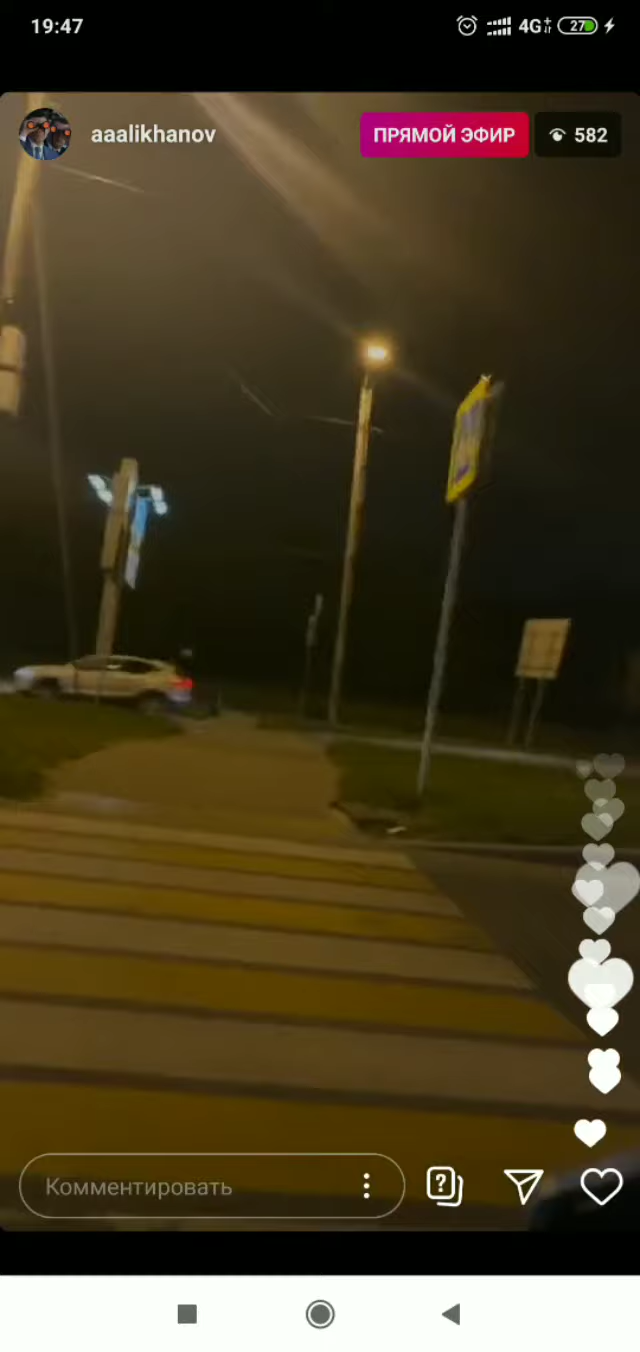 19:47
4G+
27
aaalikhanov
ПРЯМОЙ ЭФИР
582
Комментировать